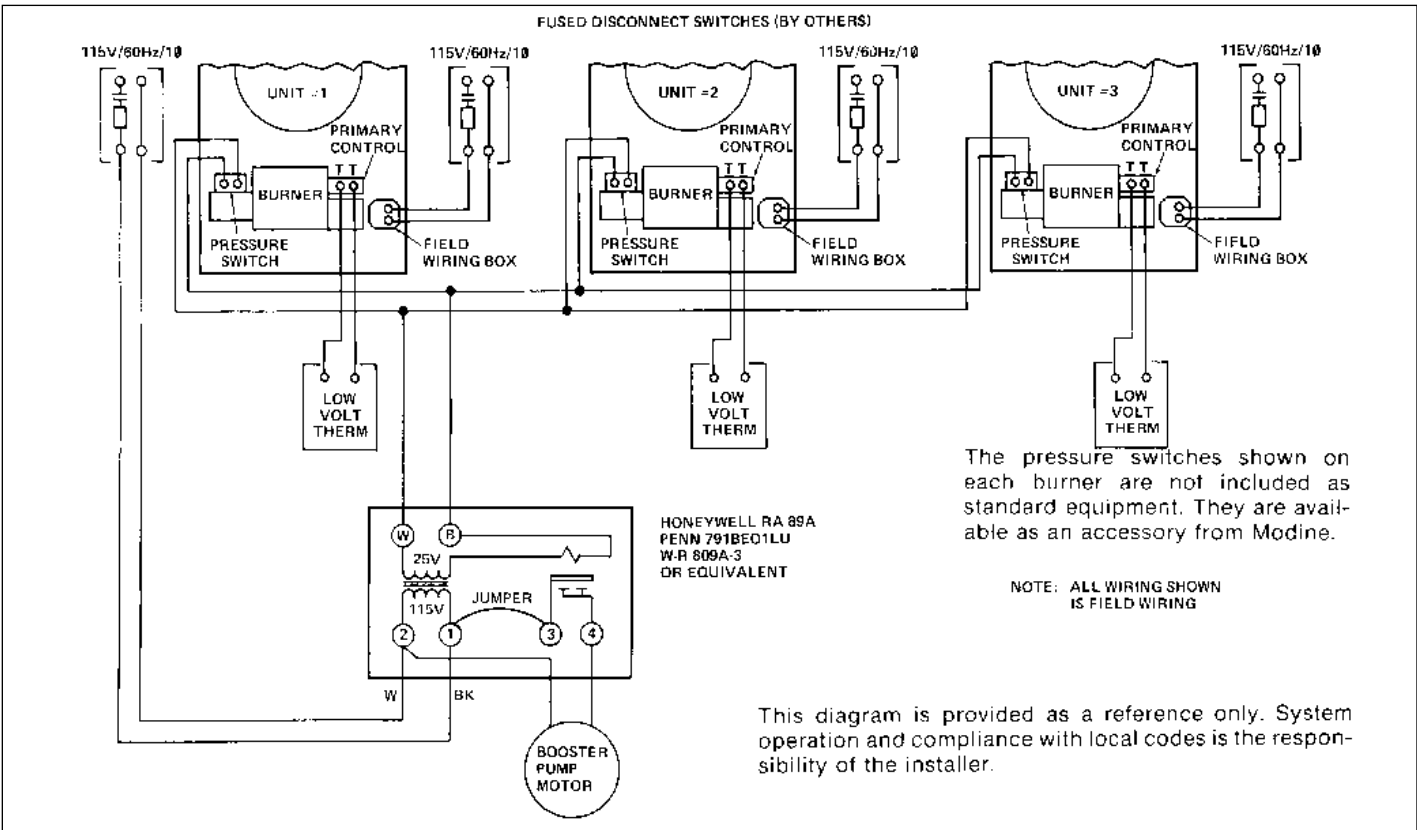 FUSED DISCONNECT SWITCHES (BY OTHERS)
115V/60Hz/1Ø
115V/60Hz/1Ø
115V/60Hz/1Ø
115V/60Hz/1Ø
UNIT =1
UNIT =2
UNIT =3
PRIMARY
CONTROL
PRIMARY
CONTROL
PRIMARY
CONTROL
T T
T T
T T
BURNER
BURNER
BURNER
PRESSURE
SWITCH
FIELD
WIRING BOX
PRESSURE
SWITCH
FIELD
WIRING BOX
PRESSURE
SWITCH
FIELD
WIRING BOX
LOW
VOLT
THERM
LOW
VOLT
THERM
LOW
VOLT
THERM
The pressure switches shown on
each burner are not included as
standard equipment. They are avail-
able as an accessory from Modine.
HONEYWELL RA 89A
PENN 791BEO1LU
W-R 809A-3
OR EQUIVALENT
NOTE: ALL WIRING SHOWN
IS FIELD WIRING
W
B
25V
115V
JUMPER
2
1
3
4
W
BK
BOOSTER
PUMP
MOTOR
This diagram is provided as a reference only. System
operation and compliance with local codes is the respon-
sibility of the installer.